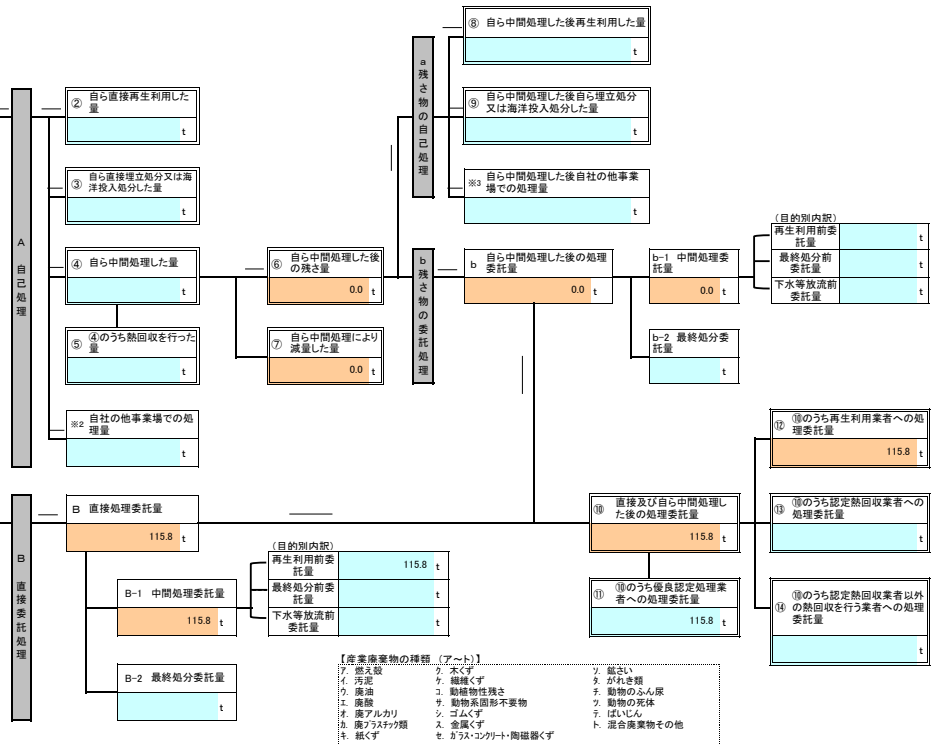 ⑧ 自ら中間処理した後再生利用した量
t
a 残さ物の自己処理
② 自ら直接再生利用した
量
t
⑨ 自ら中間処理した後自ら埋立処分
又は海洋投入処分した量
t
③ 自ら直接埋立処分又は海
洋投入処分した量
t
※3 自ら中間処理した後自社の他事業
場での処理量
t
A 自己処理
④ 自ら中間処理した量
t
⑥ 自ら中間処理した後
の残さ量
0.0 t
b 残さ物の委託処理
b 自ら中間処理した後の処理
委託量
0.0 t
b-1 中間処理委
託量
0.0 t
(目的別内訳)
再生利用前委
託量
t
最終処分前
委託量
t
下水等放流前
委託量
t
⑤ ④のうち熱回収を行った
量
t
⑦ 自ら中間処理により
減量した量
0.0 t
b-2 最終処分委
託量
t
※2 自社の他事業場での処
理量
t
⑫ ⑩のうち再生利用業者への処
理委託量
115.8 t
B 直接委託処理
B 直接処理委託量
115.8 t
⑩ 直接及び自ら中間処理し
た後の処理委託量
115.8 t
⑬ ⑩のうち認定熱回収業者への
処理委託量
t
B-1 中間処理委託量
115.8 t
(目的別内訳)
再生利用前委
託量
115.8 t
最終処分前委
託量
t
下水等放流前
委託量
t
⑪ ⑩のうち優良認定処理業
者への処理委託量
115.8 t
⑭ ⑩のうち認定熱回収業者以外
の熱回収を行う業者への処理
委託量
t
B-2 最終処分委託量
t
【産業廃棄物の種類 (ア～ト)】
ア. 燃え殻 ク. 木くず ソ. 鉱さい
イ. 汚泥 ケ. 繊維くず タ. がれき類
ウ. 廃油 コ. 動植物性残さ チ. 動物のふん尿
エ. 廃酸 サ. 動物系固形不要物 ツ. 動物の死体
オ. 廃アルカリ シ. ゴムくず テ. ばいじん
カ. 廃プラスチック類 ス. 金属くず ト. 混合廃棄物その他
キ. 紙くず セ. ガラス・コンクリート・陶磁器くず